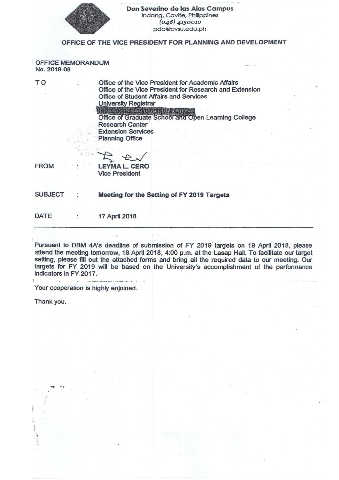 Don Severino de las Alas Campus
Indang, Cavite, Philippines
OFFICE OF THE VICE PRESIDENT FOR PLANNING AND DEVELOPMENT
OFFICE MEMORANDUM
No. 2018-08
TO : Office of the Vice President for Academic Affairs
Office of the Vice President for Research and Extension
Office of Student Affairs and Services
University Registrar
Office of Graduate School and Open Learning College
Research Center
Extension Services
Planning Office
FROM : LEYMA L. CERO
Vice President
SUBJECT : Meeting for the Setting of FY 2019 Targets
DATE : 17 April 2018
Pursuant to DBM 4A's deadline of submission of FY 2019 targets on 19 April 2018, please
attend the meeting tomorrow, 18 April 2018, 4:00 p.m. at the Lasap Hall. To facilitate our target
setting, please fill out the attached forms and bring all the required data to our meeting. Our
targets for FY 2019 will be based on the University's accomplishment of the performance
indicators in FY 2017.
Your cooperation is highly enjoined.
Thank you.